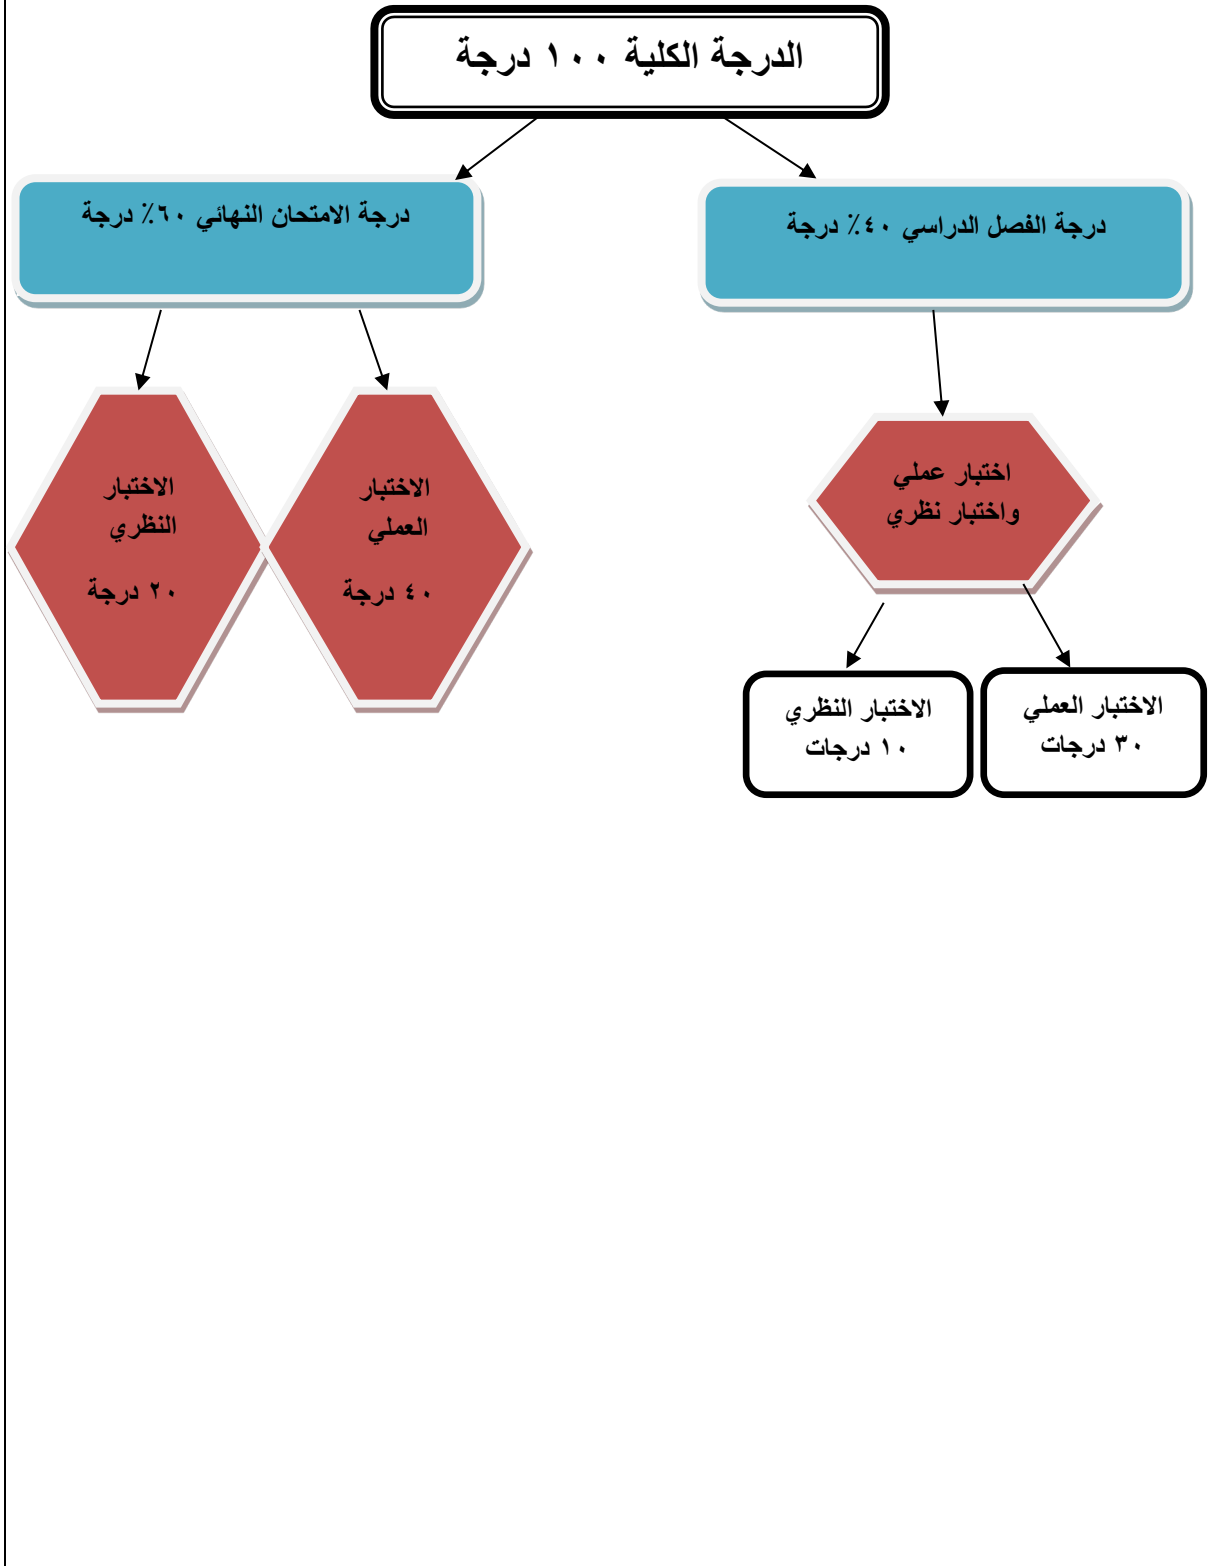 الدرجة الكلية ١٠٠ درجة
درجة الفصل الدراسي ٤٠٪ درجة
درجة الامتحان النهائي ٦٠٪ درجة
اختبار عملي
واختبار نظري
الاختبار
العملي
٤٠ درجة
الاختبار
النظري
٢٠ درجة
الاختبار العملي
٣٠ درجات
الاختبار النظري
١٠ درجات